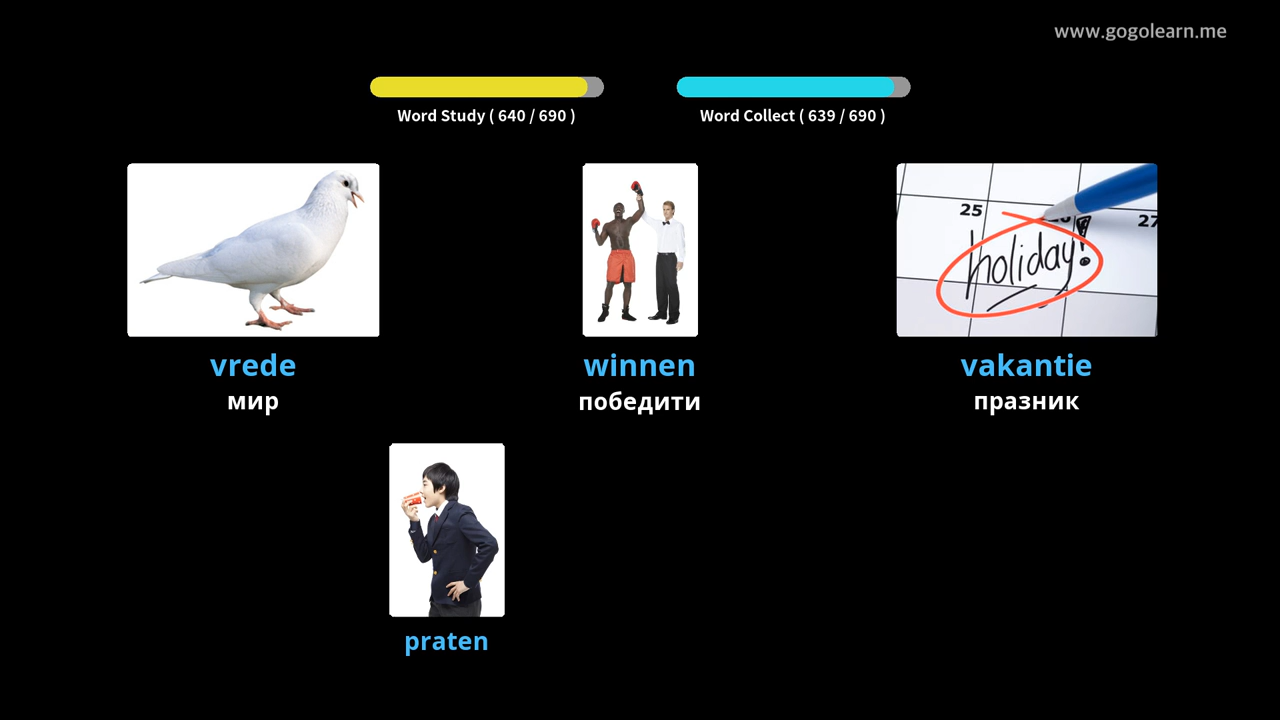 www.gogolearn.me
Word Study ( 640 / 690 )
Word Collect ( 639 / 690 )
25
27
holiday!
vrede
winnen
vakantie
мир
победити
празник
praten